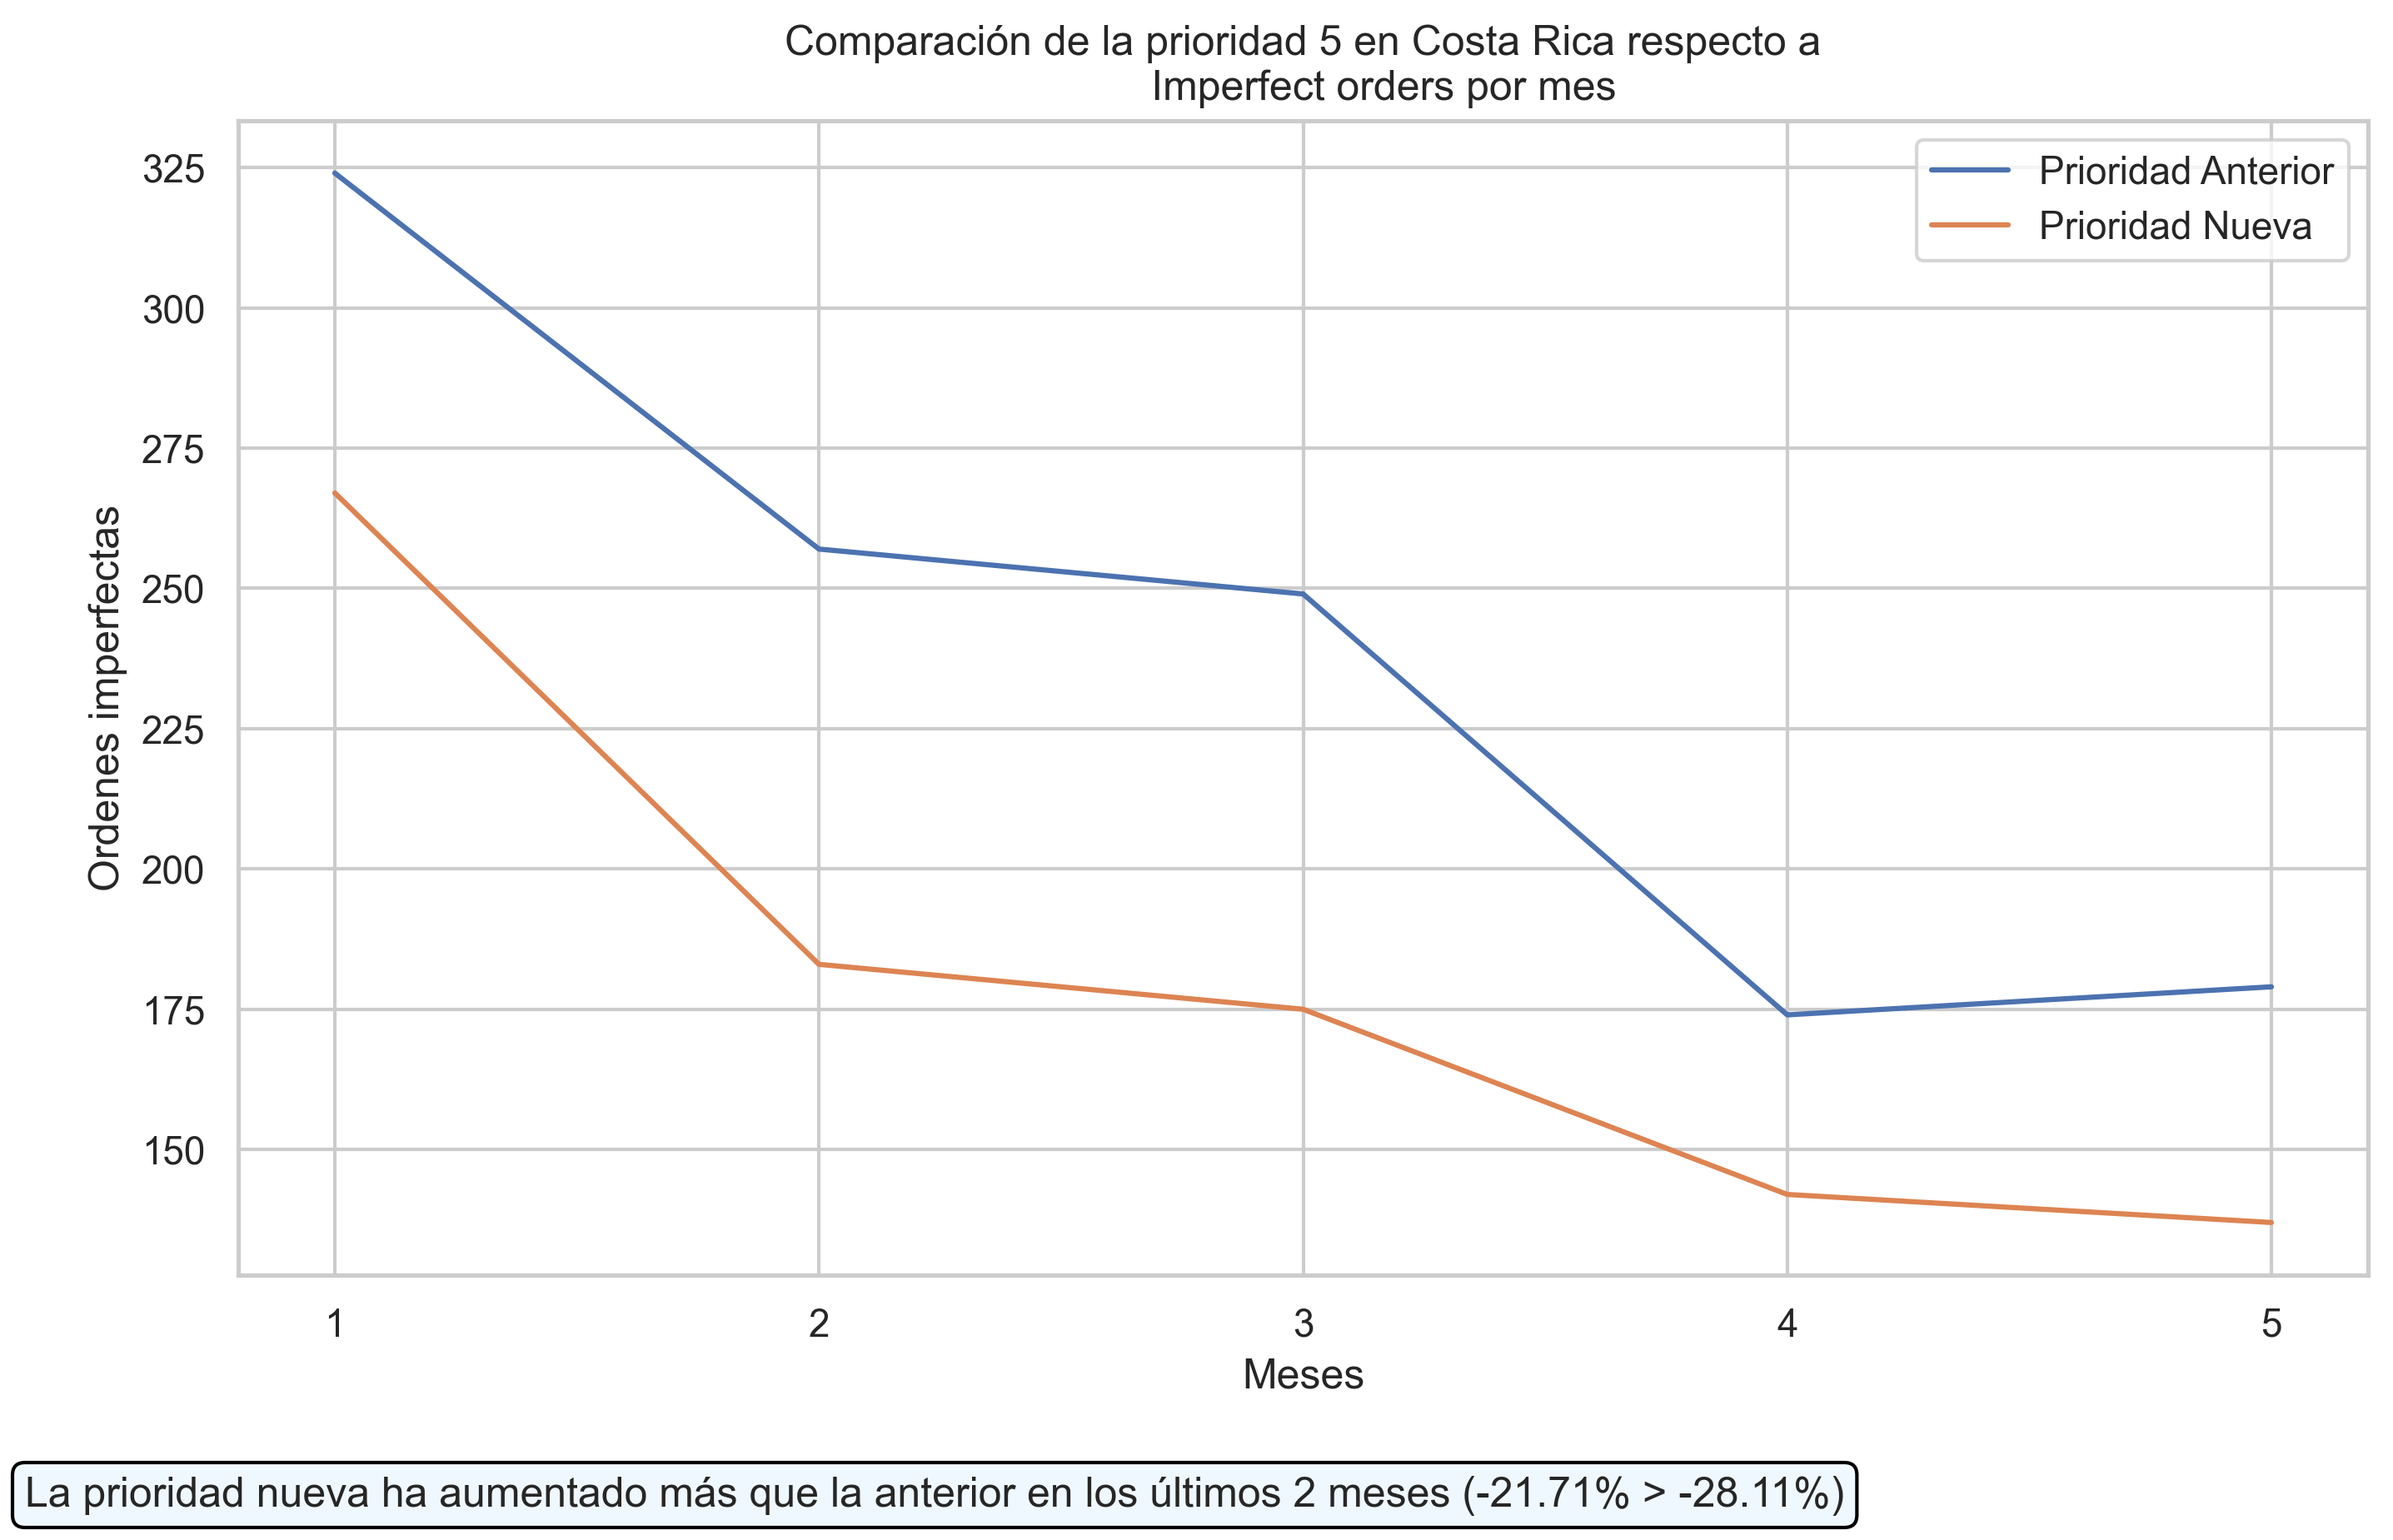 Comparación de la prioridad 5 en Costa Rica respecto a
Imperfect orders por mes
Prioridad Anterior
Prioridad Nueva
325
300
275
250
225
200
175
150
Ordenes imperfectas
1 2 3 4 5
Meses
La prioridad nueva ha aumentado más que la anterior en los últimos 2 meses (-21.71% > -28.11%)